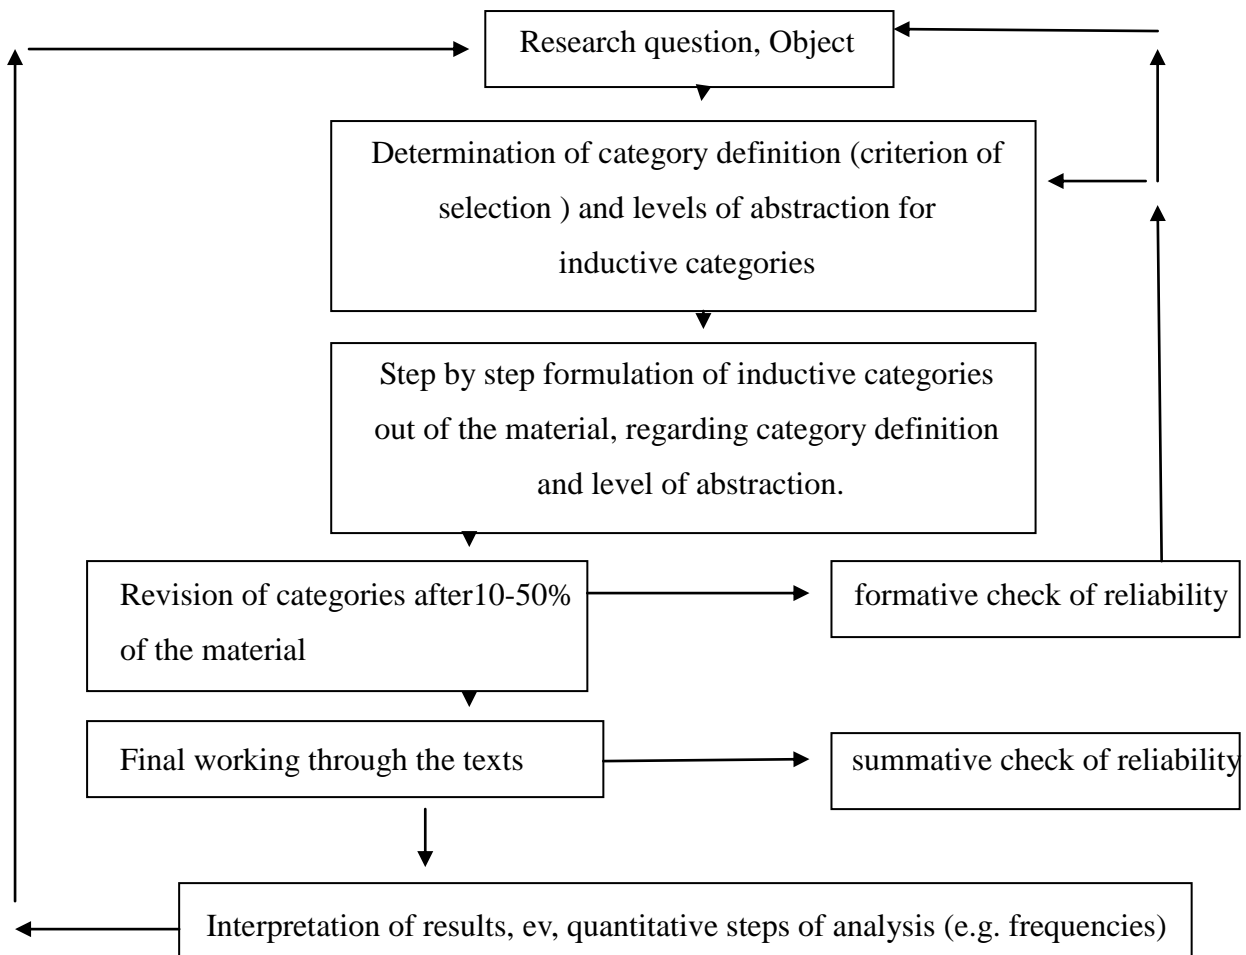 Research question, Object
Determination of category definition (criterion of
selection ) and levels of abstraction for
inductive categories
Step by step formulation of inductive categories
out of the material, regarding category definition
and level of abstraction.
Revision of categories after10-50%
of the material
formative check of reliability
Final working through the texts
summative check of reliability
Interpretation of results, ev, quantitative steps of analysis (e.g. frequencies)